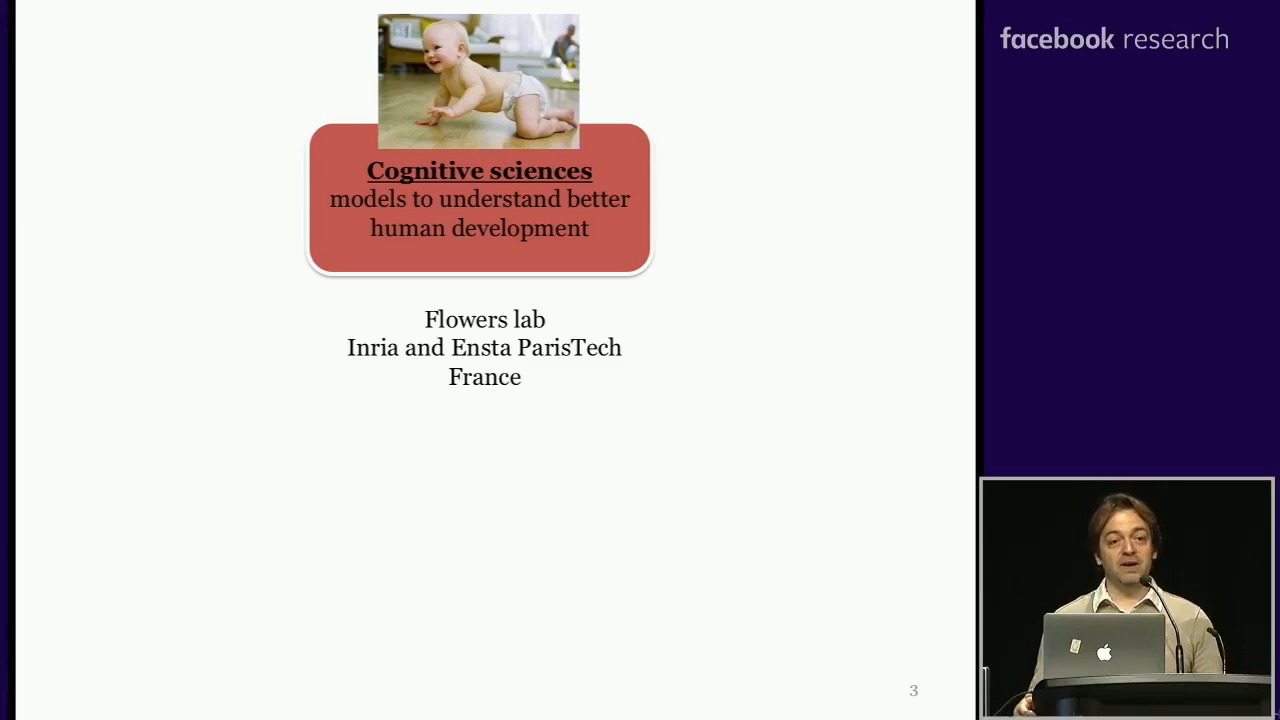 facebook research
Cognitive sciences
models to understand better
human development
Flowers lab
Inria and Ensta ParisTech
France
3